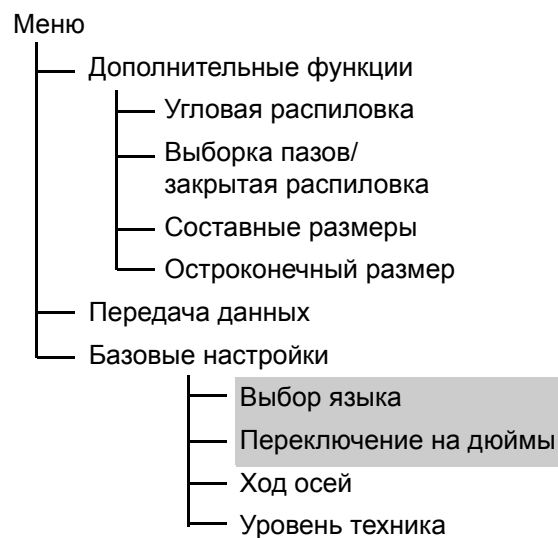 Меню
Дополнительные функции
Угловая распиловка
Выборка пазов/
закрытая распиловка
Составные размеры
Остроконечный размер
Передача данных
Базовые настройки
Выбор языка
Переключение на дюймы
Ход осей
Уровень техника